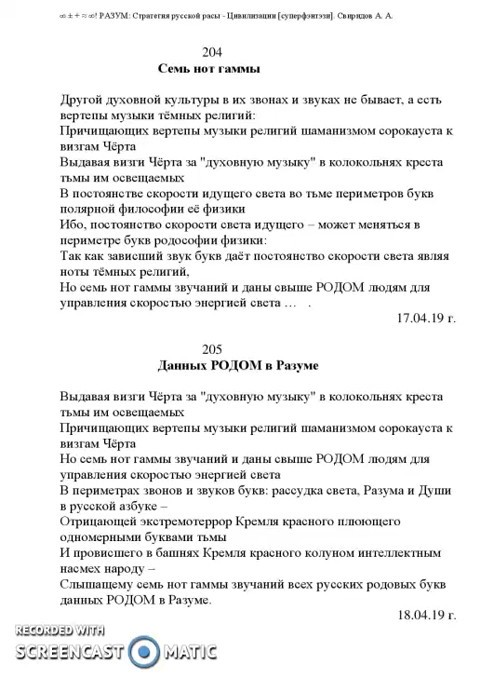 ∞ ± + ≈ ∞! РАЗУМ: Стратегия русской расы - Цивилизации [суперфэнтези]. Свиридов А. А.
204
Семь нот гаммы
Другой духовной культуры в их звонах и звуках не бывает, а есть
вертепы музыки тёмных религий:
Причищающих вертепы музыки религий шаманизмом сорокауста к
визгам Чёрта
Выдавая визги Чёрта за "духовную музыку" в колокольнях креста
тьмы им освещаемых
В постоянстве скорости идущего света во тьме периметров букв
полярной философии её физики
Ибо, постоянство скорости света идущего – может меняться в
периметре букв родософии физики:
Так как зависший звук букв даёт постоянство скорости света являя
ноты тёмных религий,
Но семь нот гаммы звучаний и даны свыше РОДОМ людям для
управления скоростью энергией света … .
17.04.19 г.
205
Данных РОДОМ в Разуме
Выдавая визги Чёрта за "духовную музыку" в колокольнях креста
тьмы им освещаемых
Причищающих вертепы музыки религий шаманизмом сорокауста к
визгам Чёрта
Но семь нот гаммы звучаний и даны свыше РОДОМ людям для
управления скоростью энергией света
В периметрах звонов и звуков букв: рассудка света, Разума и Души
в русской азбуке –
Отрицающей экстремотеррор Кремля красного плюющего
одномерными буквами тьмы
И провисшего в башнях Кремля красного колуном интеллектным
насмех народу –
Слышащему семь нот гаммы звучаний всех русских родовых букв
данных РОДОМ в Разуме.
18.04.19 г.
RECORDED WITH
SCREENCAST MATIC